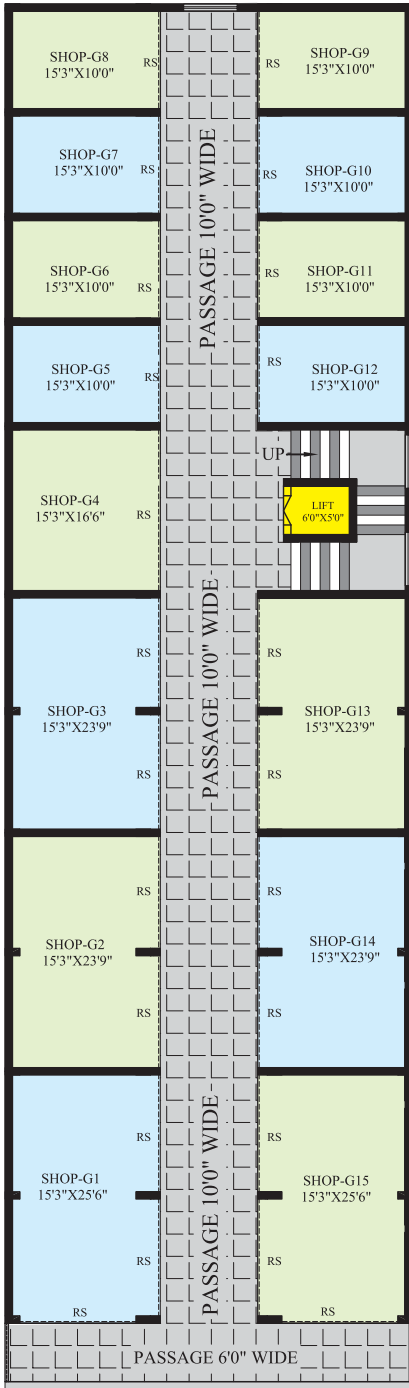 SHOP-G8
15'3"X10'0"
RS
RS
SHOP-G9
15'3"X10'0"
SHOP-G7
15'3"X10'0"
RS
RS
SHOP-G10
15'3"X10'0"
PASSAGE 10'0" WIDE
SHOP-G6
15'3"X10'0"
RS
RS
SHOP-G11
15'3"X10'0"
SHOP-G5
15'3"X10'0"
RS
RS
SHOP-G12
15'3"X10'0"
UP
SHOP-G4
15'3"X16'6"
RS
LIFT
6'0"X5'0"
PASSAGE 10'0" WIDE
RS
SHOP-G3
15'3"X23'9"
RS
RS
SHOP-G13
15'3"X23'9"
RS
RS
SHOP-G2
15'3"X23'9"
RS
RS
SHOP-G14
15'3"X23'9"
RS
PASSAGE 10'0" WIDE
RS
SHOP-G1
15'3"X25'6"
RS
RS
RS
SHOP-G15
15'3"X25'6"
RS
RS
PASSAGE 6'0" WIDE